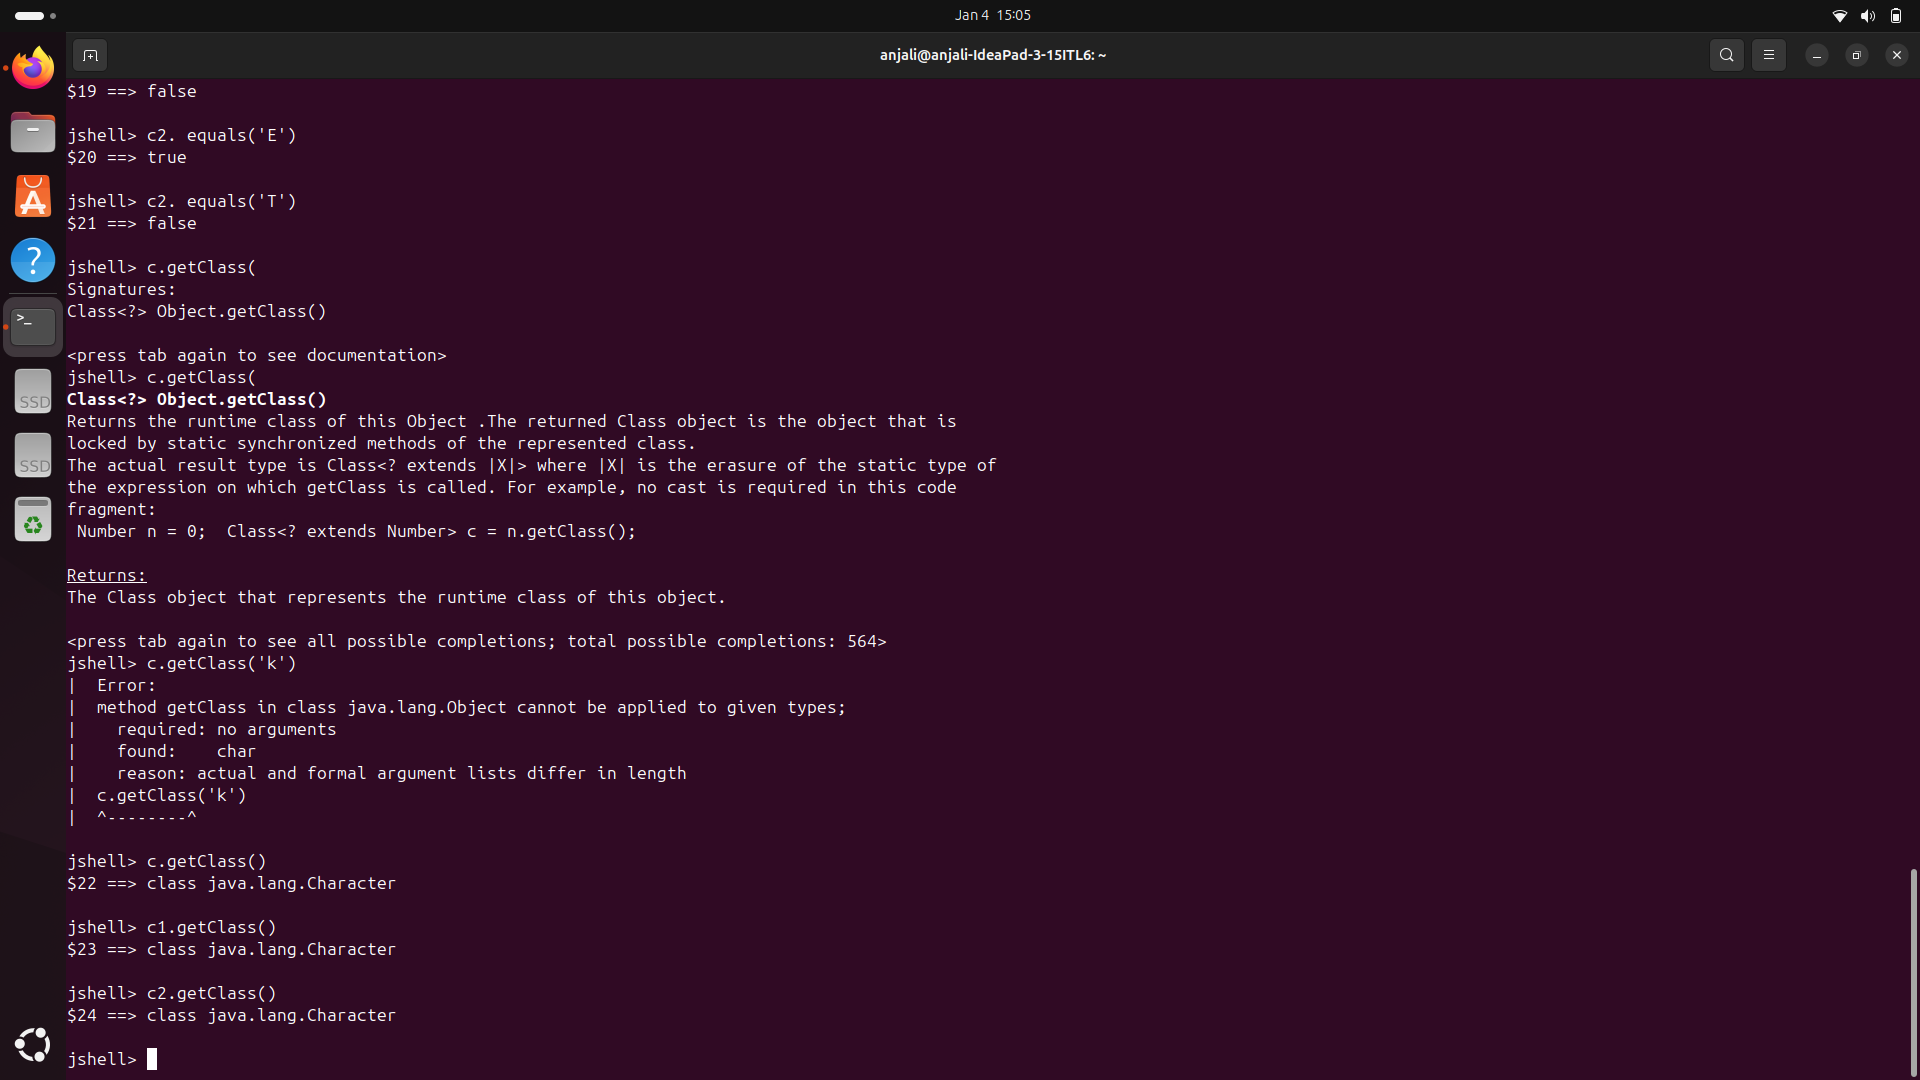 Jan 4 15:05
anjali@anjali-IdeaPad-3-15ITL6: ~
$19 ==> false
jshell> c2. equals('E')
$20 ==> true
jshell> c2. equals('T')
$21 ==> false
jshell> c.getClass(
Signatures:
Class<?> Object.getClass()
<press tab again to see documentation>
jshell> c.getClass(
Class<?> Object.getClass()
Returns the runtime class of this Object .The returned Class object is the object that is
locked by static synchronized methods of the represented class.
The actual result type is Class<? extends |X|> where |X| is the erasure of the static type of
the expression on which getClass is called. For example, no cast is required in this code
fragment:
 Number n = 0;  Class<? extends Number> c = n.getClass();
Returns:
The Class object that represents the runtime class of this object.
<press tab again to see all possible completions; total possible completions: 564>
jshell> c.getClass('k')
|  Error:
|  method getClass in class java.lang.Object cannot be applied to given types;
|    required: no arguments
|    found:    char
|    reason: actual and formal argument lists differ in length
|  c.getClass('k')
|  ^--------^
jshell> c.getClass()
$22 ==> class java.lang.Character
jshell> c1.getClass()
$23 ==> class java.lang.Character
jshell> c2.getClass()
$24 ==> class java.lang.Character
jshell>
?
>_
SSD
SSD